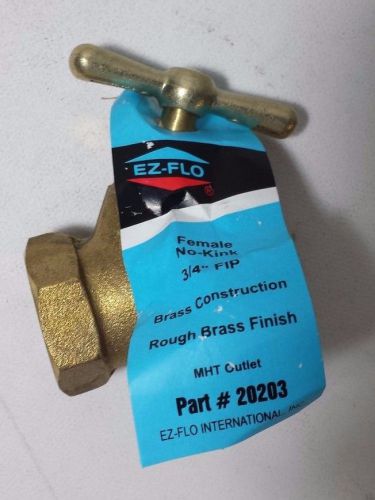 EZ-FLO
®
Female
No-Kink
3/4" FIP
Brass Construction
Rough Brass Finish
MHT Outlet
Part # 20203
EZ-FLO INTERNATIONAL, INC